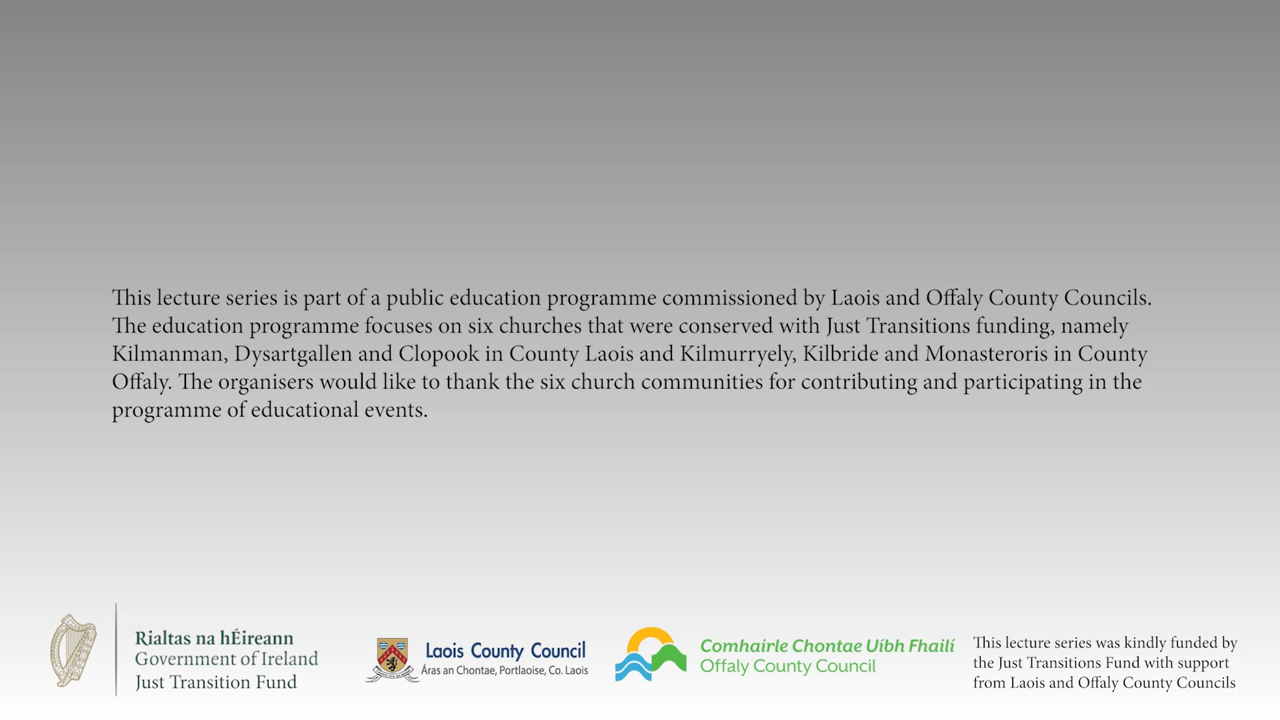 This lecture series is part of a public education programme commissioned by Laois and Offaly County Councils.
The education programme focuses on six churches that were conserved with Just Transitions funding, namely
Kilmanman, Dysartgallen and Clopook in County Laois and Kilmurryely, Kilbride and Monasteroris in County
Offaly. The organisers would like to thank the six church communities for contributing and participating in the
programme of educational events.
Rialtas na hÉireann
Government of Ireland
Just Transition Fund
Laois County Council
Áras an Chontae, Portlaoise, Co. Laois
Comhairle Chontae Uíbh Fhailí
Offaly County Council
This lecture series was kindly funded by
the Just Transitions Fund with support
from Laois and Offaly County Councils